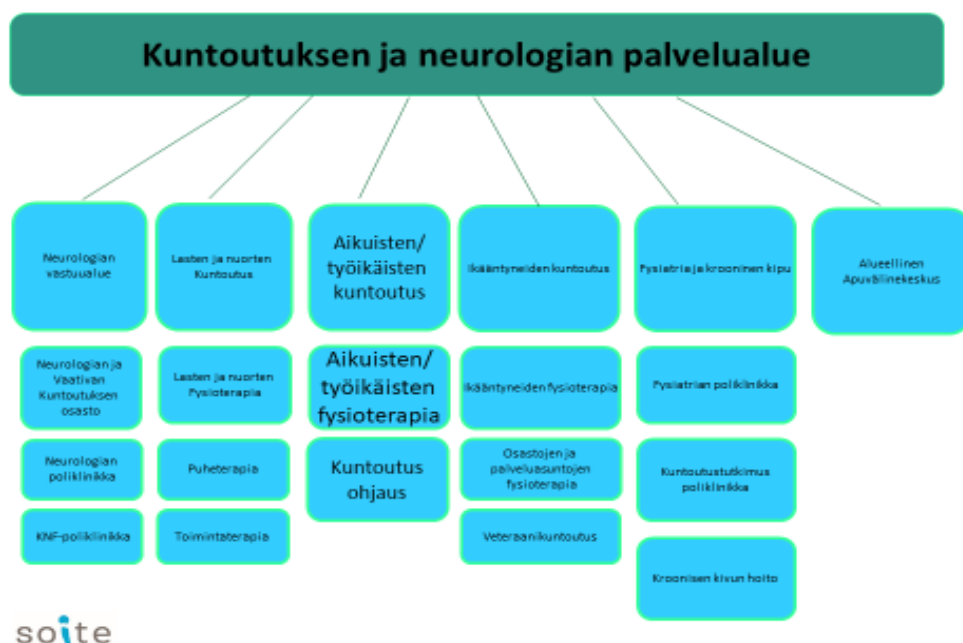 Kuntoutuksen ja neurologian palvelualue
Neurologian
vastuualue
Lasten ja nuorten
Kuntoutus
Aikuisten/
työikäisten
kuntoutus
Ikääntyneiden kuntoutus
Fysiatria ja krooninen kipu
Alueellinen
Apuvälinekeskus
Neurologian ja
Vaativan
Kuntoutuksen
osasto
Lasten ja nuorten
Fysioterapia
Aikuisten/
työikäisten
fysioterapia
Ikääntyneiden fysioterapia
Fysiatrian poliklinikka
Neurologian
poliklinikka
Puheterapia
Kuntoutus
ohjaus
Osastojen ja
palveluasuntojen
fysioterapia
Kuntoutustutkimus
poliklinikka
KNF-poliklinikka
Toimintaterapia
Veteraanikuntoutus
Kroonisen kivun hoito
soite